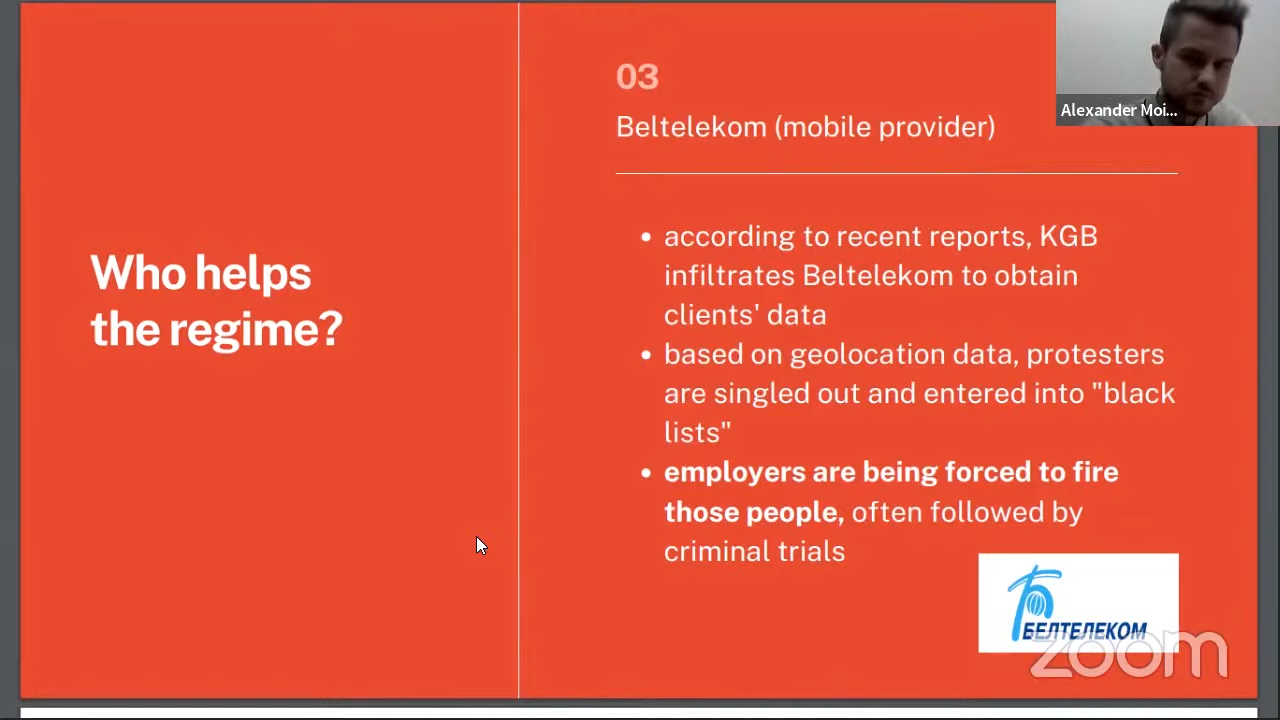 Who helps
the regime?
03
Beltelekom (mobile provider)
according to recent reports, KGB
infiltrates Beltelekom to obtain
clients' data
based on geolocation data, protesters
are singled out and entered into "black
lists"
employers are being forced to fire
those people, often followed by
criminal trials
БЕЛТЕЛЕКОМ
zoom
Alexander Moi...